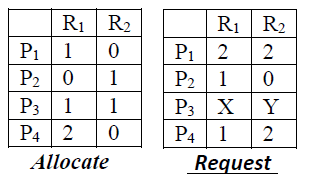 R1 R2
P1 1 0
P2 0 1
P3 1 1
P4 2 0
Allocate
R1 R2
P1 2 2
P2 1 0
P3 X Y
P4 1 2
Request